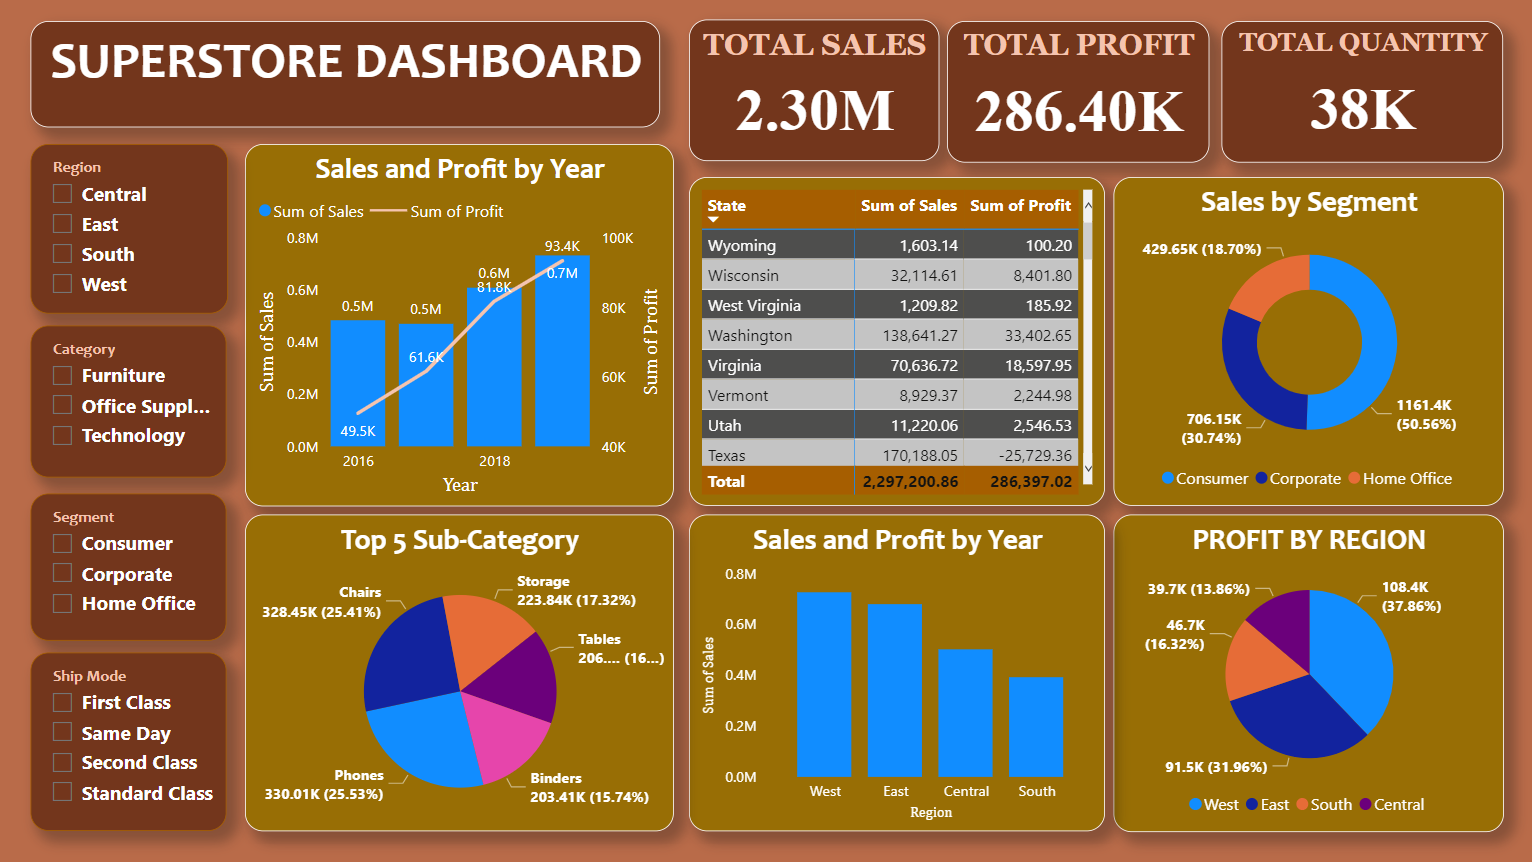 SUPERSTORE DASHBOARD
TOTAL SALES
2.30M
TOTAL PROFIT
286.40K
TOTAL QUANTITY
38K
Region
Central
East
South
West
Category
Furniture
Office Suppl...
Technology
Segment
Consumer
Corporate
Home Office
Ship Mode
First Class
Same Day
Second Class
Standard Class
Sales and Profit by Year
Sum of Sales Sum of Profit
0.8M
0.6M
0.4M
0.2M
0.0M
Sum of Sales
0.5M
0.5M
0.6M
0.7M
49.5K
61.6K
81.8K
93.4K
100K
80K
60K
40K
Sum of Profit
2016 2018
Year
State Sum of Sales Sum of Profit
Wyoming 1,603.14 100.20
Wisconsin 32,114.61 8,401.80
West Virginia 1,209.82 185.92
Washington 138,641.27 33,402.65
Virginia 70,636.72 18,597.95
Vermont 8,929.37 2,244.98
Utah 11,220.06 2,546.53
Texas 170,188.05 -25,729.36
Total 2,297,200.86 286,397.02
Sales by Segment
429.65K (18.70%)
706.15K
(30.74%)
1161.4K
(50.56%)
Consumer Corporate Home Office
Top 5 Sub-Category
Chairs
328.45K (25.41%)
Storage
223.84K (17.32%)
Tables
206.... (16...)
Phones
330.01K (25.53%)
Binders
203.41K (15.74%)
Sales and Profit by Year
0.8M
0.6M
0.4M
0.2M
0.0M
Sum of Sales
West East Central South
Region
PROFIT BY REGION
39.7K (13.86%)
108.4K
(37.86%)
46.7K
(16.32%)
91.5K (31.96%)
West East South Central